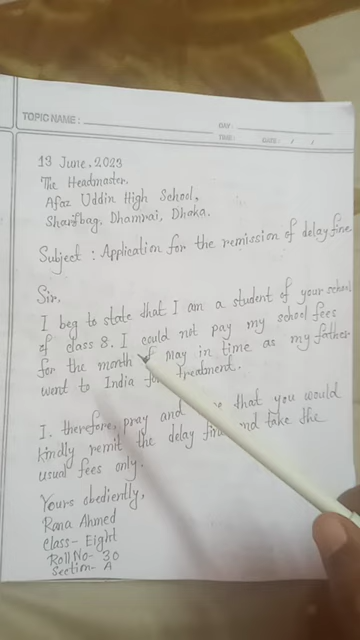 TOPIC NAME :
DAY :
TIME :
DATE : / /
13 June, 2023
The Headmaster,
Afaz Uddin High School,
Sharifbag, Dhamrai, Dhaka.
Subject : Application for the remission of delay fine
Sir,
I beg to state that I am a student of your school
of class 8. I could not pay my school fees
for the month of May in time as my father
went to India for treatment.
I, therefore, pray and that you would
kindly remit the delay fine and take the
usual fees only.
Yours obediently,
Rana Ahmed
Class- Eight
Roll No- 30
Section- A